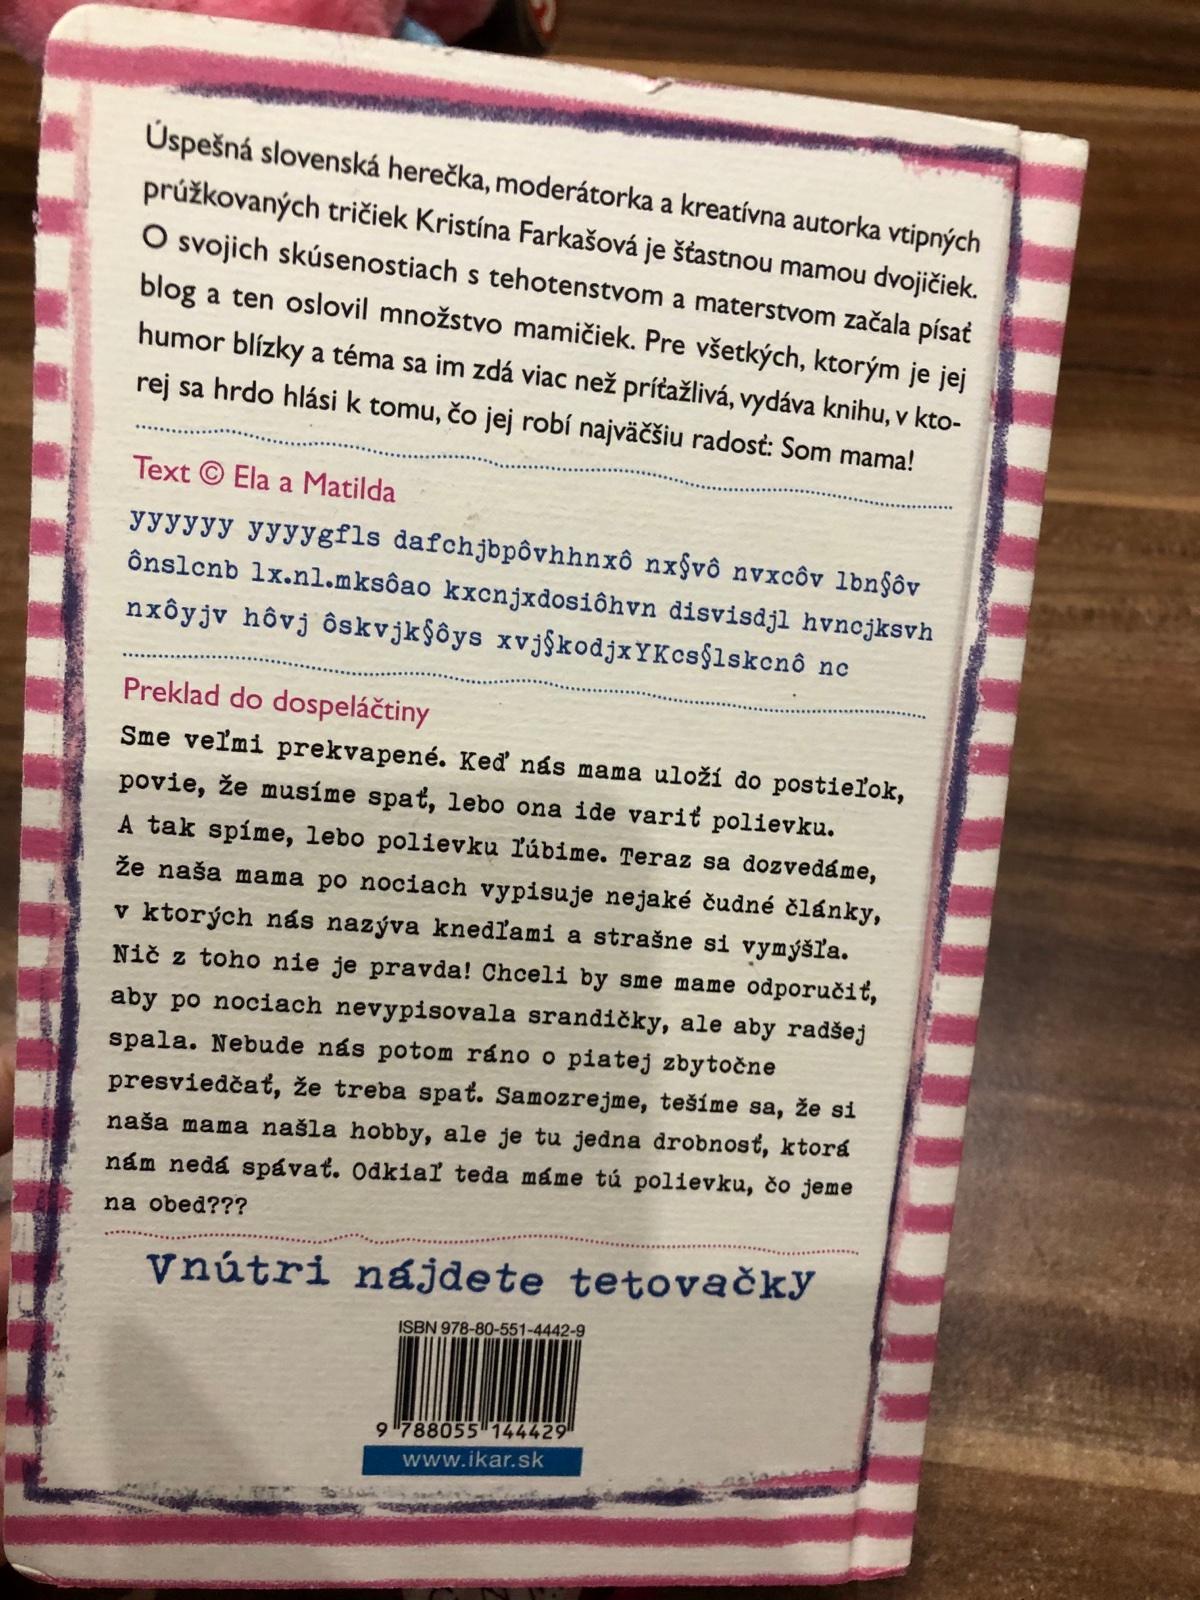 Úspešná slovenská herečka, moderátorka a kreatívna autorka vtipných
prúžkovaných tričiek Kristína Farkašová je šťastnou mamou dvojičiek.
O svojich skúsenostiach s tehotenstvom a materstvom začala písať
blog a ten oslovil množstvo mamičiek. Pre všetkých, ktorým je jej
humor blízky a téma sa im zdá viac než príťažlivá, vydáva knihu, v kto-
rej sa hrdo hlási k tomu, čo jej robí najväčšiu radosť: Som mama!
Text © Ela a Matilda
yyyyyy yyyygfls dafchjbpôvhhnxô nx§vô nvxcôv lbn§ôv
ônslcnb lx.nl.mksôao kxcnjxdosiôhvn disvisdjl hvncjksvh
nxôyjv hôvj ôskvjk§ôys xvj§kodjxYKcs§lskcnô nc
Preklad do dospeláčtiny
Sme veľmi prekvapené. Keď nás mama uloží do postieľok,
povie, že musíme spať, lebo ona ide variť polievku.
A tak spíme, lebo polievku ľúbime. Teraz sa dozvedáme,
že naša mama po nociach vypisuje nejaké čudné články,
v ktorých nás nazýva knedľami a strašne si vymýšľa.
Nič z toho nie je pravda! Chceli by sme mame odporučiť,
aby po nociach nevypisovala srandičky, ale aby radšej
spala. Nebude nás potom ráno o piatej zbytočne
presviedčať, že treba spať. Samozrejme, tešíme sa, že si
naša mama našla hobby, ale je tu jedna drobnosť, ktorá
nám nedá spávať. Odkiaľ teda máme tú polievku, čo jeme
na obed???
Vnútri nájdete tetovačky
ISBN 978-80-551-4442-9
9 788055 144429
www.ikar.sk